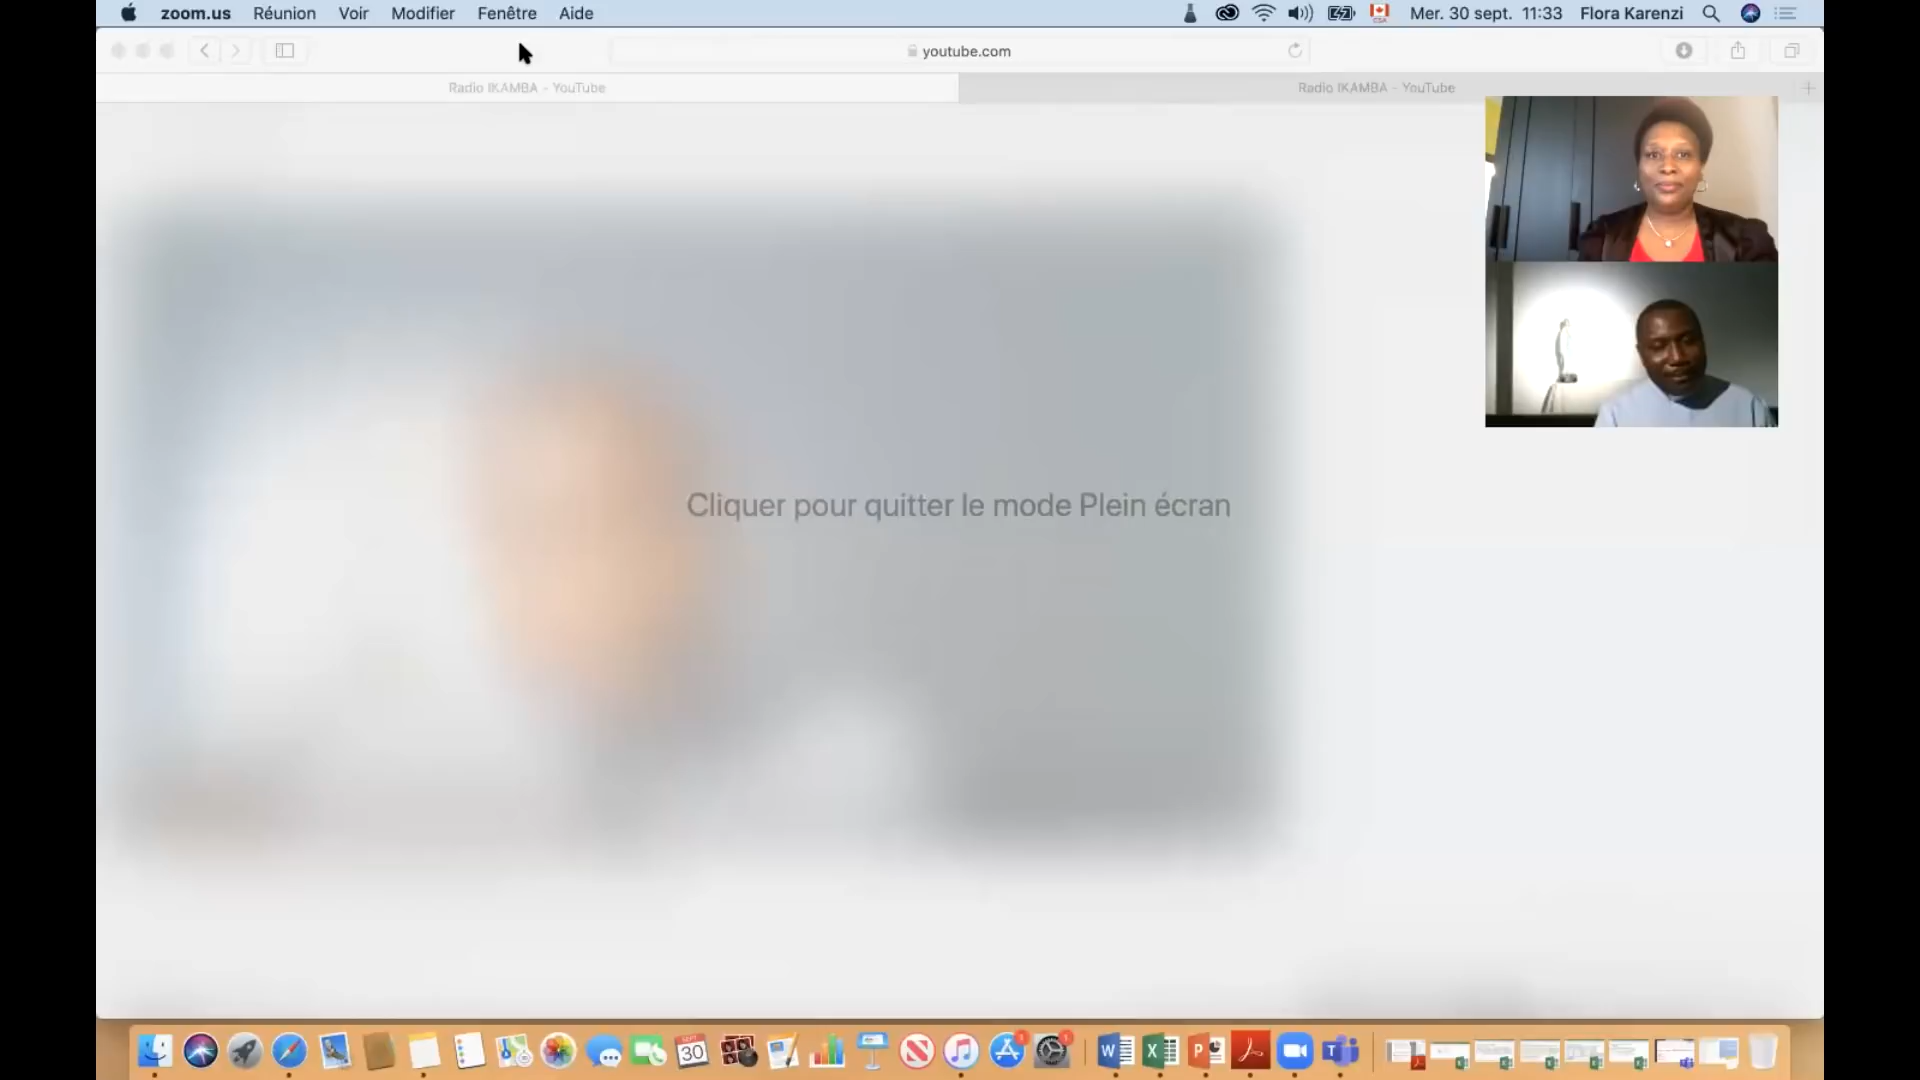 zoom.us Réunion Voir Modifier Fenêtre Aide Mer. 30 sept. 11:33 Flora Karenzi
youtube.com
Radio IKAMBA - YouTube Radio IKAMBA - YouTube
Cliquer pour quitter le mode Plein écran
30